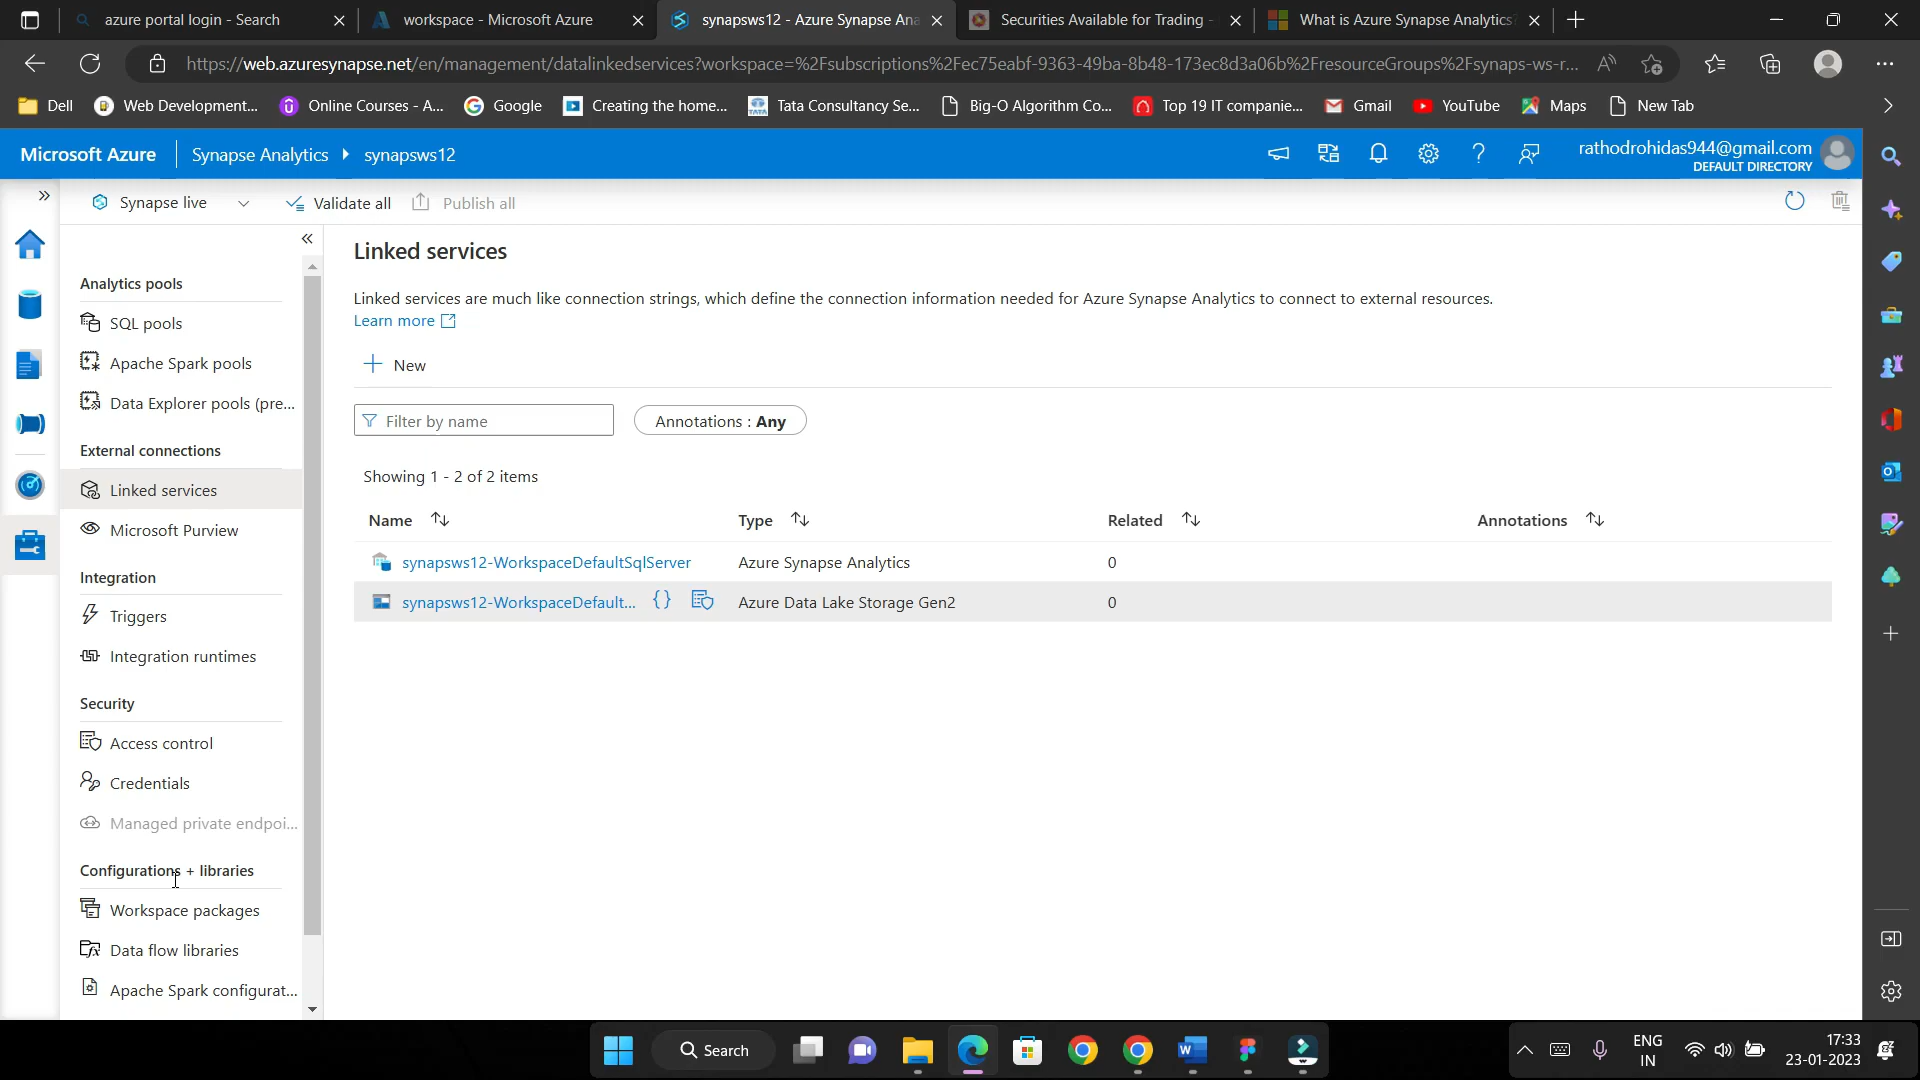 azure portal login - Search
workspace - Microsoft Azure
synapsws12 - Azure Synapse Ana
Securities Available for Trading -
What is Azure Synapse Analytics
https://web.azuresynapse.net/en/management/datalinkedservices?workspace=%2Fsubscriptions%2Fec75eabf-9363-49ba-8b48-173ec8d3a06b%2FresourceGroups%2Fsynaps-ws-r...
Dell
Web Development...
Online Courses - A...
Google
Creating the home...
Tata Consultancy Se...
Big-O Algorithm Co...
Top 19 IT companie...
Gmail
YouTube
Maps
New Tab
Microsoft Azure
Synapse Analytics
synapsws12
rathodrohidas944@gmail.com
DEFAULT DIRECTORY
Synapse live
Validate all
Publish all
Analytics pools
SQL pools
Apache Spark pools
Data Explorer pools (pre...
External connections
Linked services
Microsoft Purview
Integration
Triggers
Integration runtimes
Security
Access control
Credentials
Managed private endpoi...
Configurations + libraries
Workspace packages
Data flow libraries
Apache Spark configurat...
Linked services
Linked services are much like connection strings, which define the connection information needed for Azure Synapse Analytics to connect to external resources.
Learn more
New
Filter by name
Annotations : Any
Showing 1 - 2 of 2 items
Name Type Related Annotations
synapsws12-WorkspaceDefaultSqlServer Azure Synapse Analytics 0
synapsws12-WorkspaceDefault... {} Azure Data Lake Storage Gen2 0
Search
ENG
IN
17:33
23-01-2023